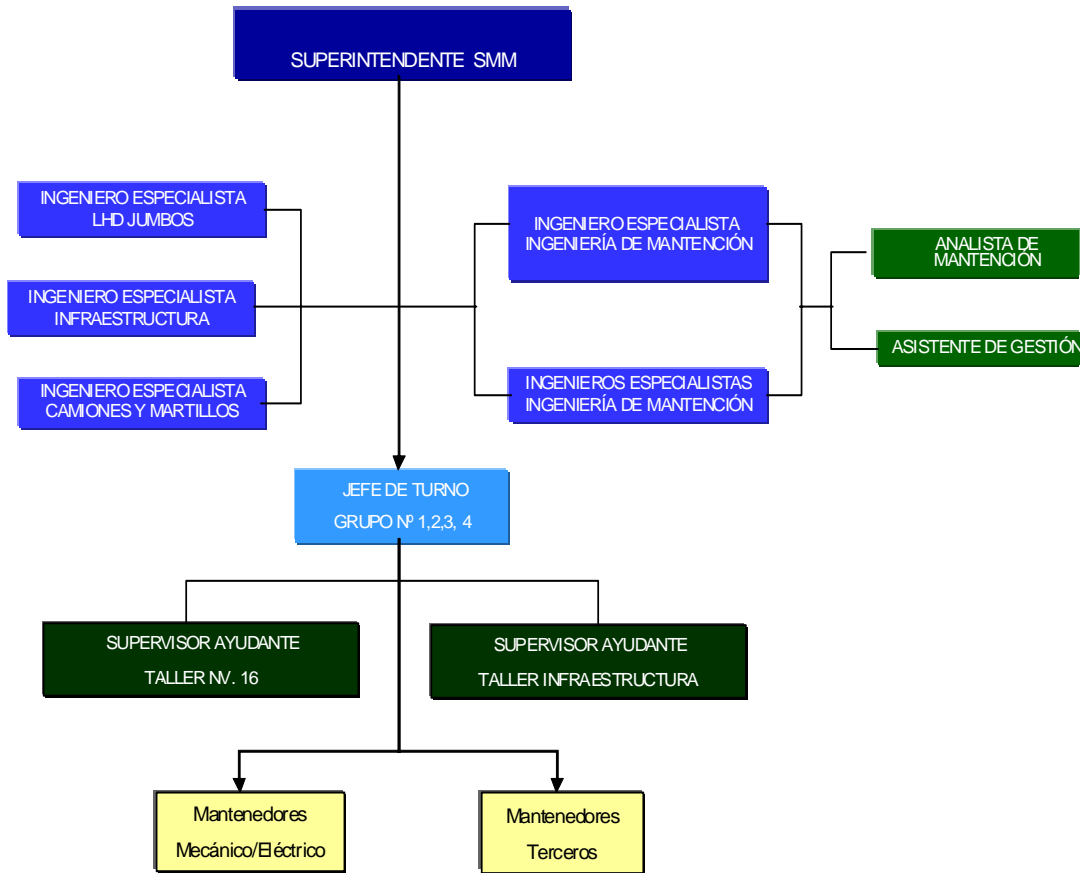 SUPERINTENDENTE SMM
INGENIERO ESPECIALISTA
LHD JUMBOS
INGENIERO ESPECIALISTA
INFRAESTRUCTURA
INGENIERO ESPECIALISTA
CAMIONES Y MARTILLOS
INGENIERO ESPECIALISTA
INGENIERÍA DE MANTENCIÓN
INGENIEROS ESPECIALISTAS
INGENIERÍA DE MANTENCIÓN
ANALISTA DE
MANTENCIÓN
ASISTENTE DE GESTIÓN
JEFE DE TURNO
GRUPO Nº 1,2,3, 4
SUPERVISOR AYUDANTE
TALLER NV. 16
SUPERVISOR AYUDANTE
TALLER INFRAESTRUCTURA
Mantenedores
Mecánico/Eléctrico
Mantenedores
Terceros